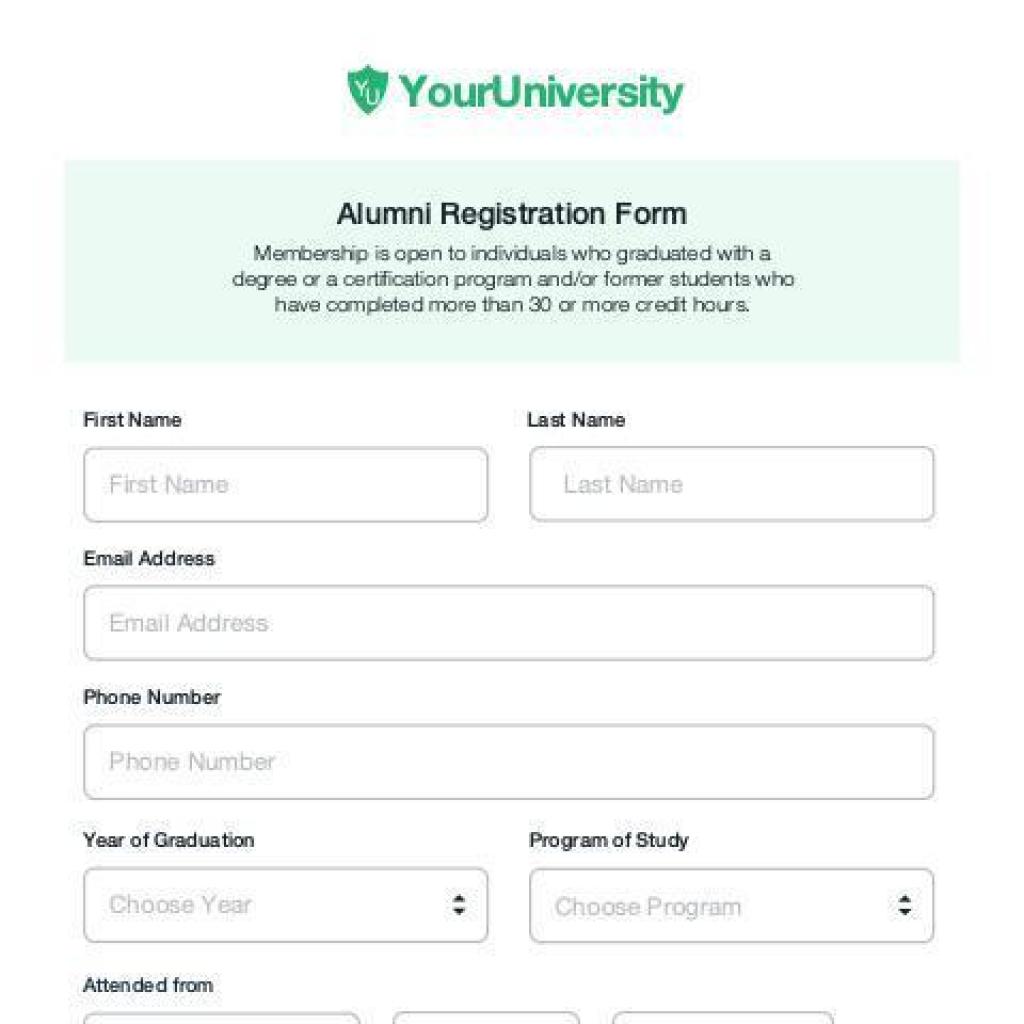 YU YourUniversity
Alumni Registration Form
Membership is open to individuals who graduated with a
degree or a certification program and/or former students who
have completed more than 30 or more credit hours.
First Name
Last Name
First Name
Last Name
Email Address
Email Address
Phone Number
Phone Number
Year of Graduation
Program of Study
Choose Year
Choose Program
Attended from